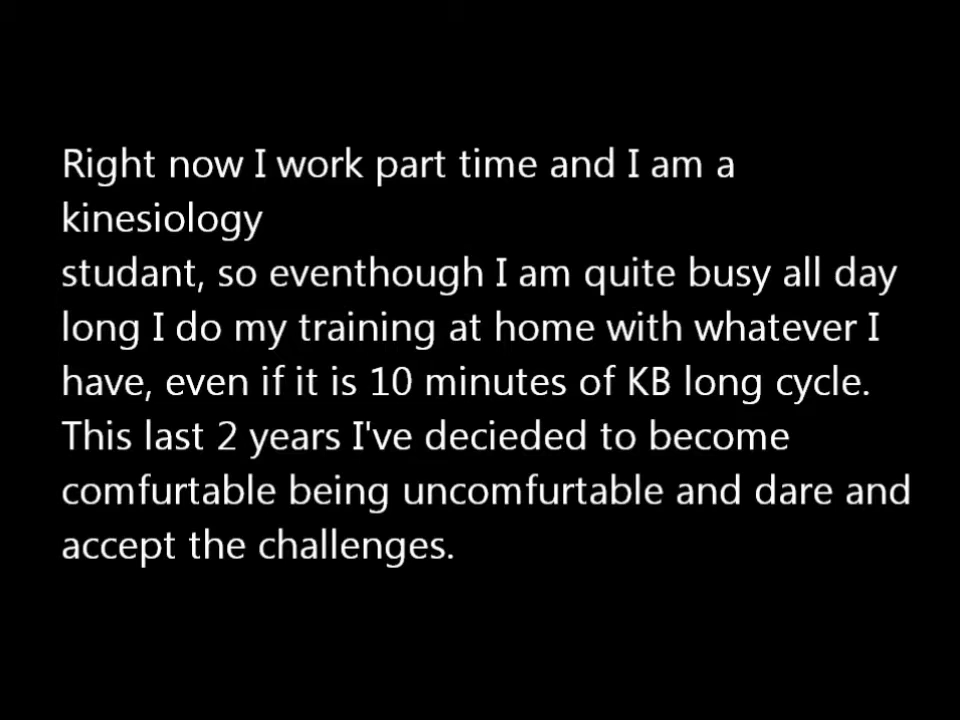 Right now I work part time and I am a
kinesiology
studant, so eventhough I am quite busy all day
long I do my training at home with whatever I
have, even if it is 10 minutes of KB long cycle.
This last 2 years I've decieded to become
comfurtable being uncomfurtable and dare and
accept the challenges.